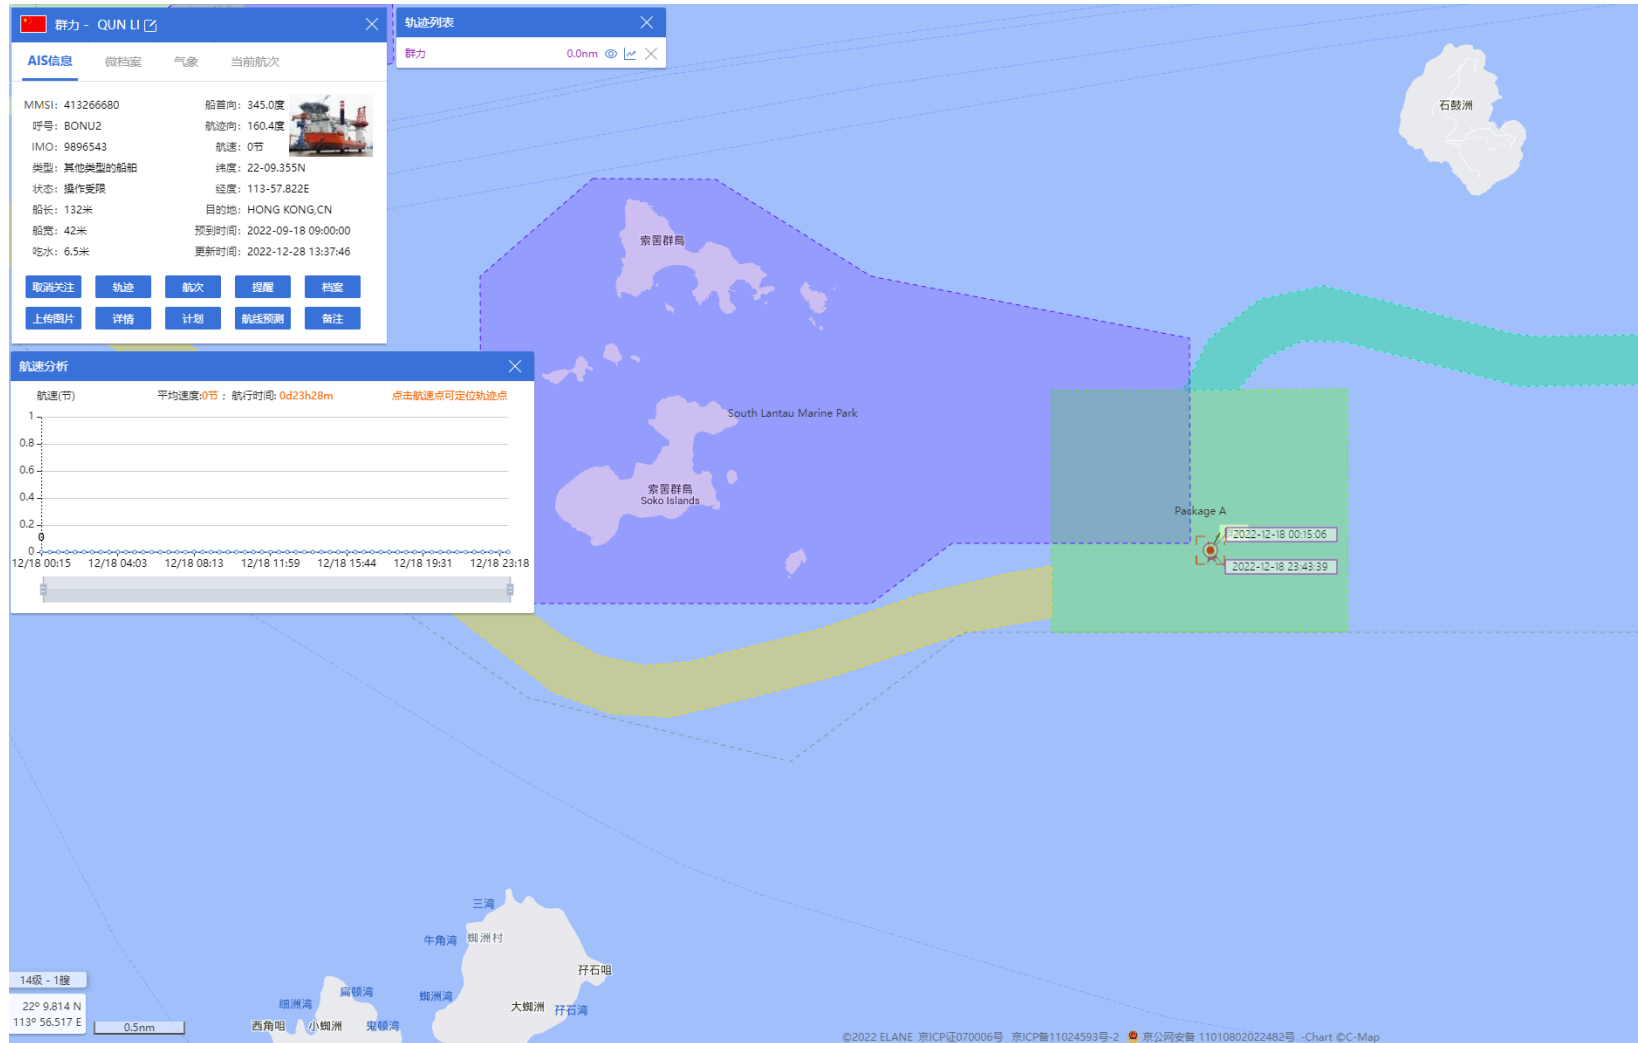 群力 - QUN LI
AIS信息 微档案 气象 当前航次
MMSI: 413266680 船首向: 345.0度
呼号: BONU2 航迹向: 160.4度
IMO: 9896543 航速: 0节
类型: 其他类型的船舶 纬度: 22-09.355N
状态: 操作受限 经度: 113-57.822E
船长: 132米 目的地: HONG KONG,CN
船宽: 42米 预到时间: 2022-09-18 09:00:00
吃水: 6.5米 更新时间: 2022-12-28 13:37:46
取消关注 轨迹 航次 提醒 档案
上传图片 详情 计划 航线预测 备注
轨迹列表
群力 0.0nm
航速分析
航速(节) 平均速度:0节 ; 航行时间: 0d23h28m 点击航速点可定位轨迹点
1
0.8
0.6
0.4
0.2
0
0
12/18 00:15 12/18 04:03 12/18 08:13 12/18 11:59 12/18 15:44 12/18 19:31 12/18 23:18
石鼓洲
索罟群島
South Lantau Marine Park
索罟群島
Soko Islands
Package A
2022-12-18 00:15:06
2022-12-18 23:43:39
三湾
牛角湾 蜘洲村
孖石咀
扁顿湾
细洲湾 蜘洲湾 大蜘洲 孖石湾
西角咀 小蜘洲 鬼顿湾
14级 - 1艘
22° 9.814 N
113° 56.517 E
0.5nm
©2022 ELANE 京ICP证070006号 京ICP备11024593号-2 京公网安备 11010802022482号 -Chart ©C-Map